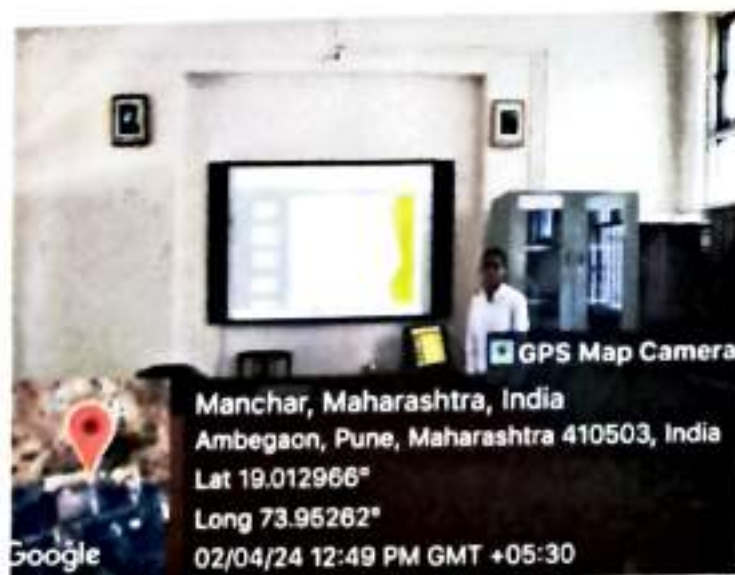 GPS Map Camera
Manchar, Maharashtra, India
Ambegaon, Pune, Maharashtra 410503, India
Lat 19.012966°
Long 73.95262°
02/04/24 12:49 PM GMT +05:30
Google